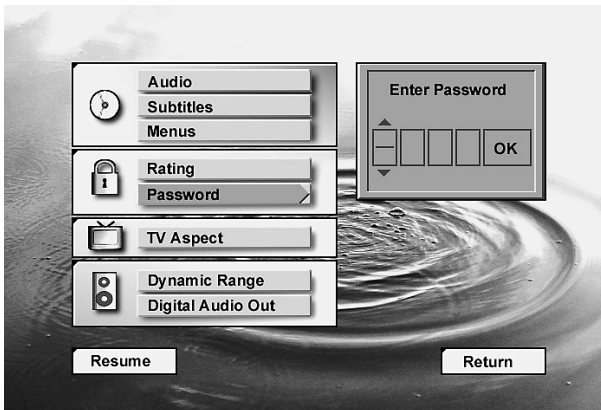 Audio
Subtitles
Menus
Rating
Password
TV Aspect
Dynamic Range
Digital Audio Out
Enter Password
OK
Resume
Return